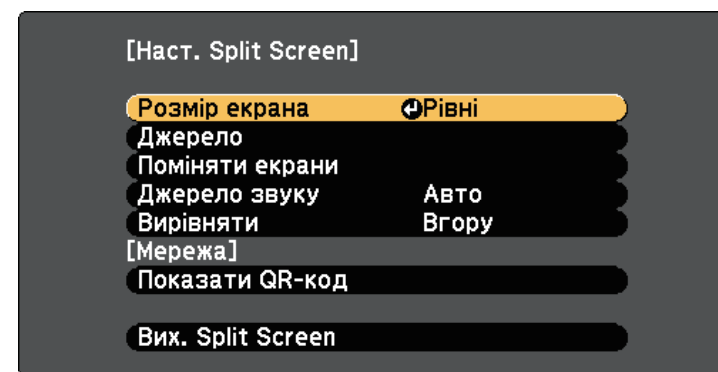 [Наст. Split Screen]
Розмір екрана Рівні
Джерело
Поміняти екрани
Джерело звуку Авто
Вирівняти Вгору
[Мережа]
Показати QR-код
Вих. Split Screen